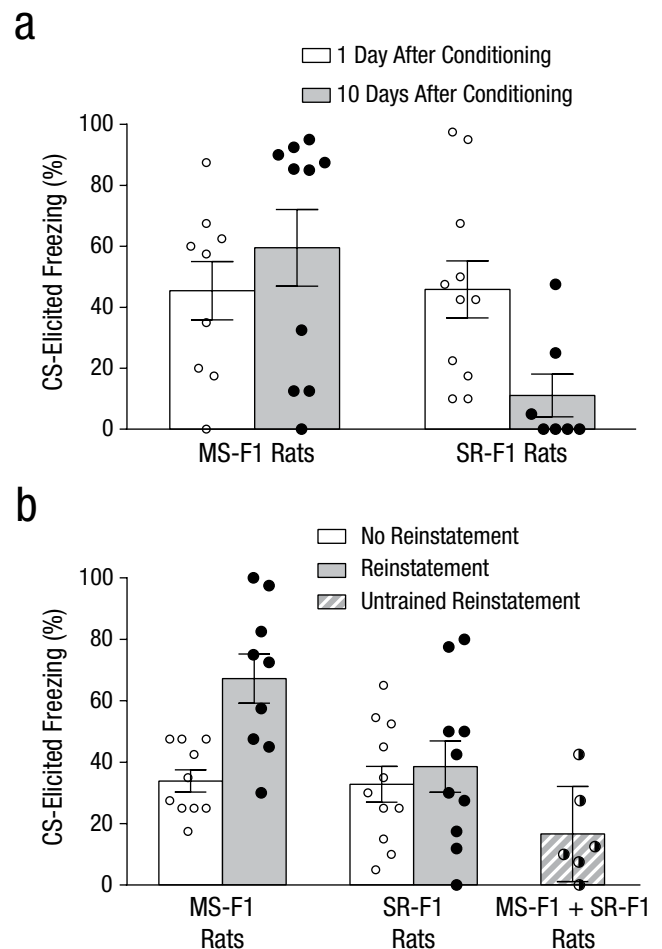 a
1 Day After Conditioning
10 Days After Conditioning
CS-Elicited Freezing (%)
100
80
60
40
20
0
MS-F1 Rats
SR-F1 Rats
b
No Reinstatement
Reinstatement
Untrained Reinstatement
CS-Elicited Freezing (%)
100
80
60
40
20
0
MS-F1
Rats
SR-F1
Rats
MS-F1 + SR-F1
Rats